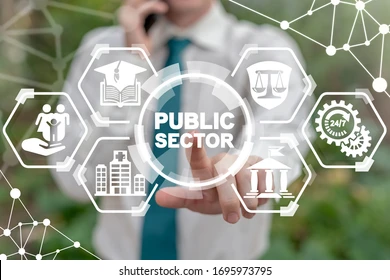 PUBLIC
SECTOR
24/7
shutterstock.com · 1695973795